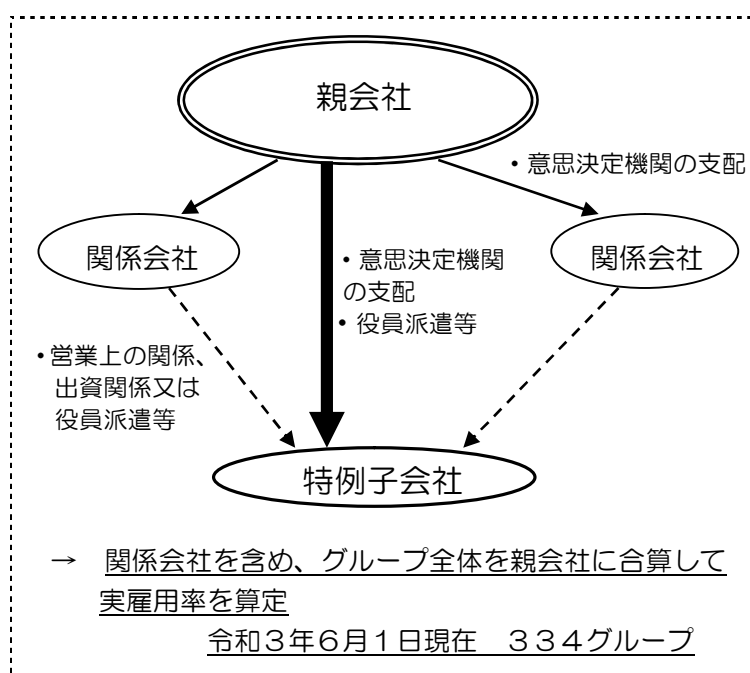 親会社
・意思決定機関の支配
関係会社
関係会社
・意思決定機関
の支配
・役員派遣等
・営業上の関係、
出資関係又は
役員派遣等
特例子会社
→ 関係会社を含め、グループ全体を親会社に合算して
実雇用率を算定
令和３年６月１日現在 ３３４グループ